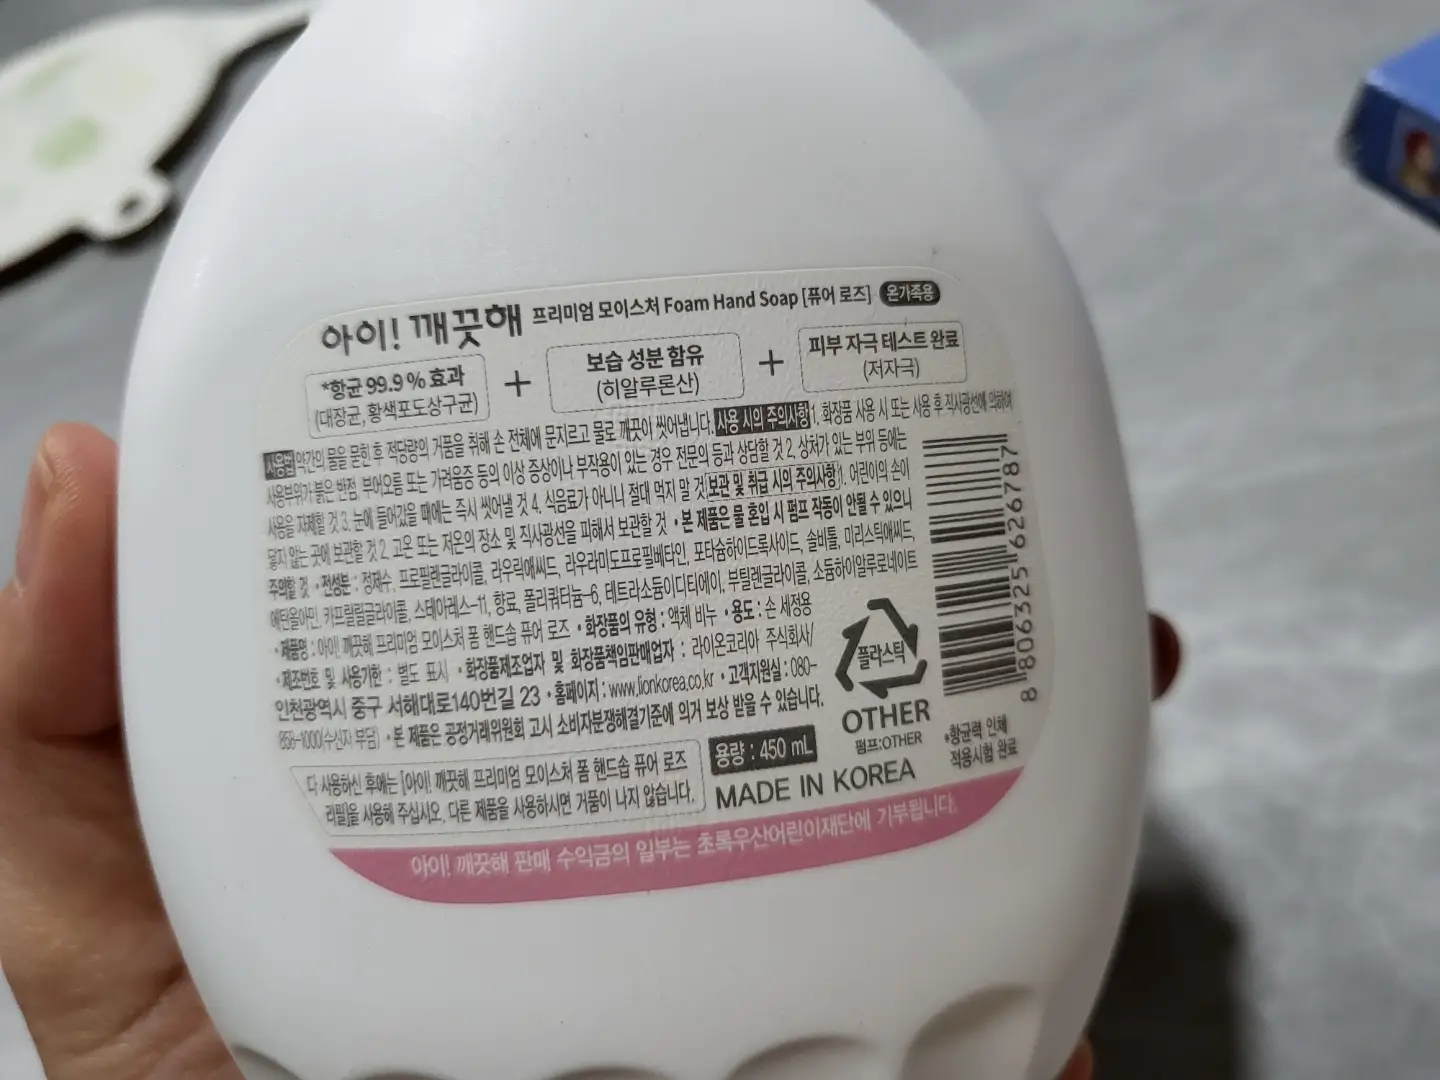 아이! 깨끗해 프리미엄 모이스처 Foam Hand Soap [퓨어 로즈] 온가족용
*항균 99.9 % 효과
(대장균, 황색포도상구균)
+
보습 성분 함유
(히알루론산)
+
피부 자극 테스트 완료
(저자극)
사용법 약간의 물을 묻힌 후 적당량의 거품을 취해 손 전체에 문지르고 물로 깨끗이 씻어냅니다. 사용 시의 주의사항 1. 화장품 사용 시 또는 사용 후 직사광선에 의하여
사용부위가 붉은 반점, 부어오름 또는 가려움증 등의 이상 증상이나 부작용이 있는 경우 전문의 등과 상담할 것 2. 상처가 있는 부위 등에는
사용을 자제할 것 3. 눈에 들어갔을 때에는 즉시 씻어낼 것 4. 식음료가 아니니 절대 먹지 말 것 보관 및 취급 시의 주의사항 1. 어린이의 손이
닿지 않는 곳에 보관할 것 2. 고온 또는 저온의 장소 및 직사광선을 피해서 보관할 것 • 본 제품은 물 혼입 시 펌프 작동이 안될 수 있으니
주의할 것 • 전성분 : 정제수, 프로필렌글라이콜, 라우릭애씨드, 라우라미도프로필베타인, 포타슘하이드록사이드, 솔비톨, 미리스틱애씨드,
에탄올아민, 카프릴릴글라이콜, 스테아레스-11, 향료, 폴리쿼터늄-6, 테트라소듐이디티에이, 부틸렌글라이콜, 소듐하이알루로네이트
• 제품명 : 아이! 깨끗해 프리미엄 모이스처 폼 핸드솝 퓨어 로즈 • 화장품의 유형 : 액체 비누 • 용도 : 손 세정용
• 제조번호 및 사용기한 : 별도 표시 • 화장품제조업자 및 화장품책임판매업자 : 라이온코리아 주식회사/
인천광역시 중구 서해대로140번길 23 • 홈페이지 : www.lionkorea.co.kr • 고객지원실 : 080-
856-1000(수신자 부담) • 본 제품은 공정거래위원회 고시 소비자분쟁해결기준에 의거 보상 받을 수 있습니다.
다 사용하신 후에는 [아이! 깨끗해 프리미엄 모이스처 폼 핸드솝 퓨어 로즈
리필]을 사용해 주십시오. 다른 제품을 사용하시면 거품이 나지 않습니다.
용량 : 450 mL
MADE IN KOREA
플라스틱
OTHER
펌프:OTHER
8 806325 626787
*항균력 인체
적용시험 완료
아이! 깨끗해 판매 수익금의 일부는 초록우산어린이재단에 기부됩니다.